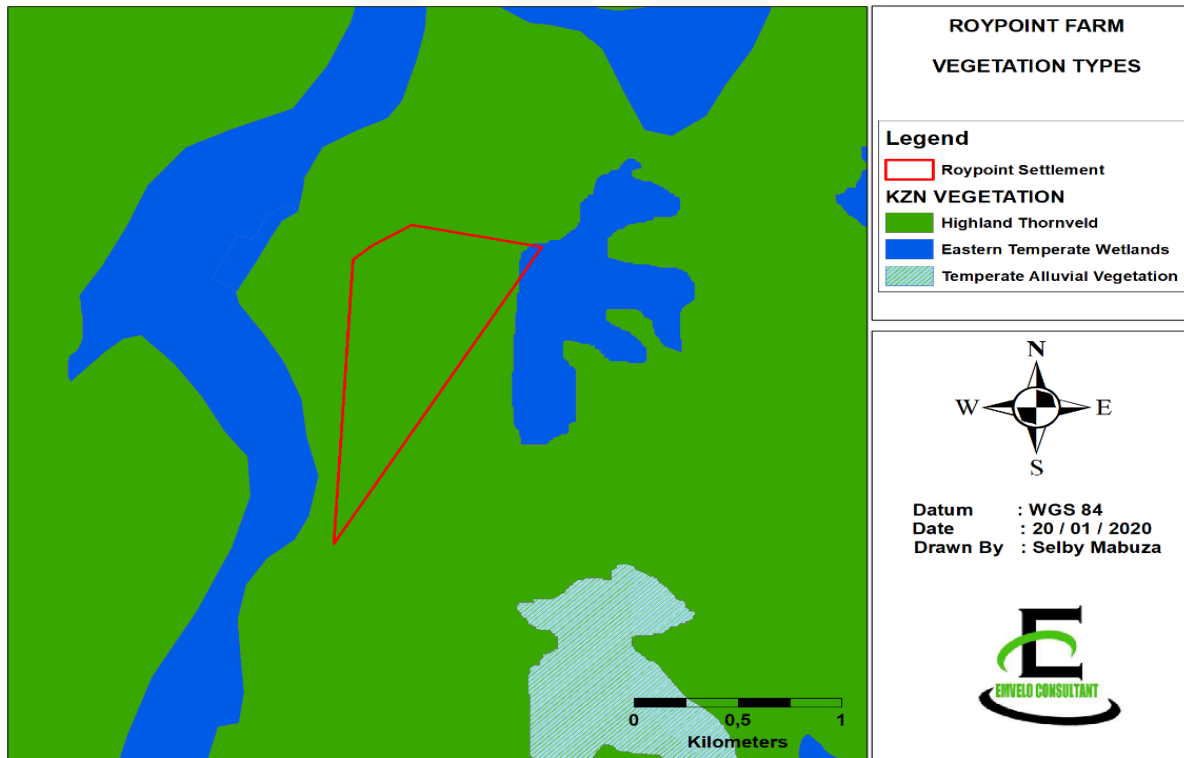 ROYPOINT FARM
VEGETATION TYPES
Legend
Roypoint Settlement
KZN VEGETATION
Highland Thornveld
Eastern Temperate Wetlands
Temperate Alluvial Vegetation
N
W E
S
Datum : WGS 84
Date : 20 / 01 / 2020
Drawn By : Selby Mabuza
E
EMVELO CONSULTANT
0 0,5 1
Kilometers